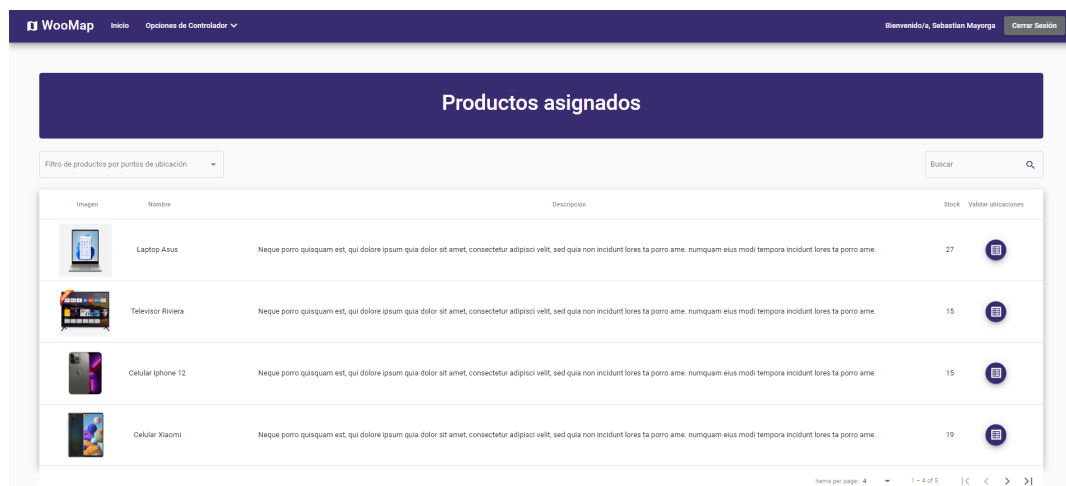 WooMap Inicio Opciones de Controlador Bienvenido/a, Sebastian Mayorga Cerrar Sesión
Productos asignados
Filtro de productos por puntos de ubicación Buscar
Imagen Nombre Descripción Stock Validar ubicaciones
Laptop Asus Neque porro quisquam est, qui dolore ipsum quia dolor sit amet, consectetur adipisci velit, sed quia non incidunt lores ta porro ame. numquam eius modi tempora incidunt lores ta porro ame. 27
Televisor Riviera Neque porro quisquam est, qui dolore ipsum quia dolor sit amet, consectetur adipisci velit, sed quia non incidunt lores ta porro ame. numquam eius modi tempora incidunt lores ta porro ame. 15
Celular Iphone 12 Neque porro quisquam est, qui dolore ipsum quia dolor sit amet, consectetur adipisci velit, sed quia non incidunt lores ta porro ame. numquam eius modi tempora incidunt lores ta porro ame. 15
Celular Xiaomi Neque porro quisquam est, qui dolore ipsum quia dolor sit amet, consectetur adipisci velit, sed quia non incidunt lores ta porro ame. numquam eius modi tempora incidunt lores ta porro ame. 19
Items per page: 4 1 – 4 of 5